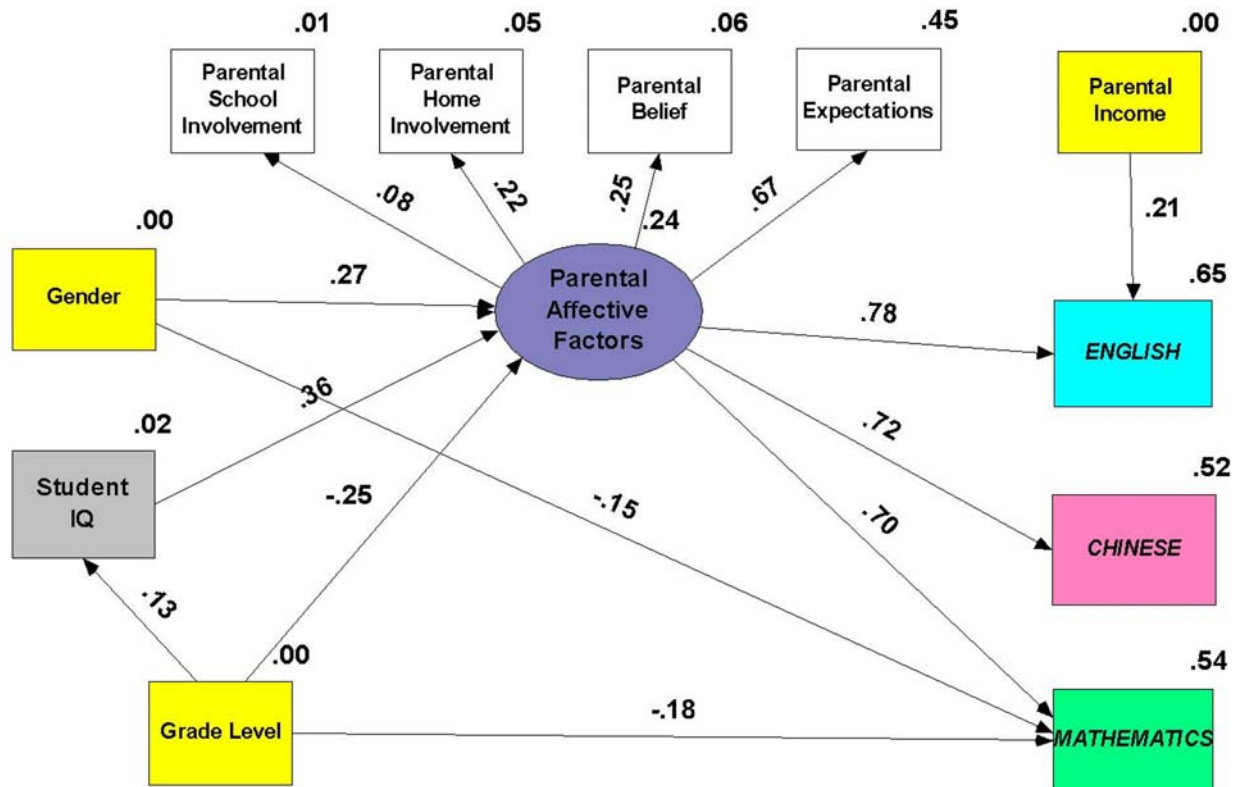 .01
.05
.06
.45
.00
Parental
School
Involvement
Parental
Home
Involvement
Parental
Belief
Parental
Expectations
Parental
Income
.08
.22
.25
.24
.67
.21
.00
Gender
.27
Parental
Affective
Factors
.65
ENGLISH
.78
.36
.02
Student
IQ
-.25
-.15
.72
.70
.52
CHINESE
.13
.00
Grade Level
-.18
.54
MATHEMATICS